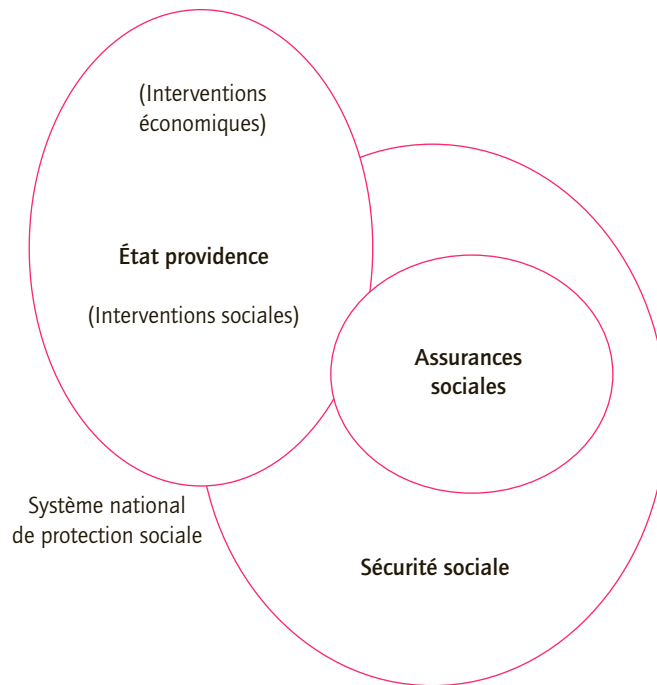 (Interventions
économiques)
État providence
(Interventions sociales)
Assurances
sociales
Système national
de protection sociale
Sécurité sociale